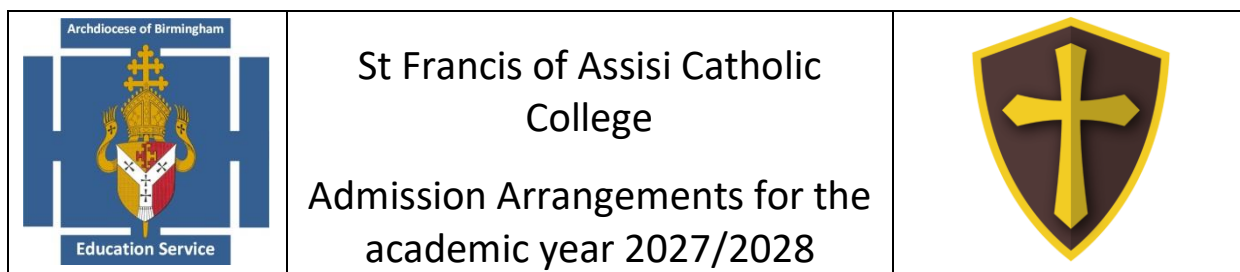 Archdiocese of Birmingham
Education Service
St Francis of Assisi Catholic
College
Admission Arrangements for the
academic year 2027/2028